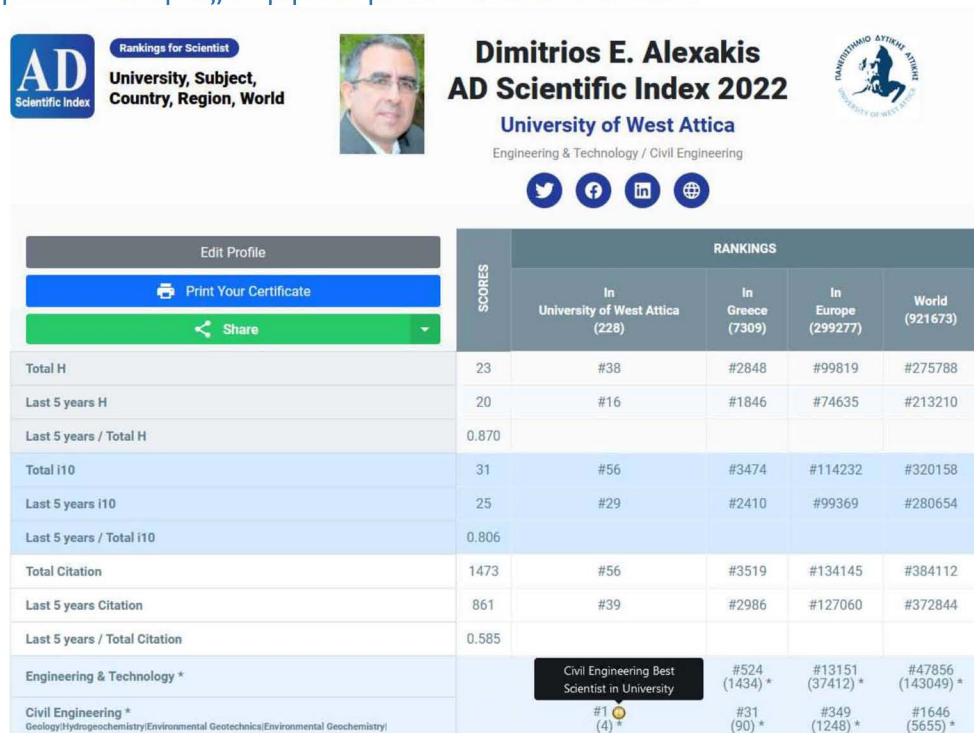 AD
Scientific Index
Rankings for Scientist
University, Subject,
Country, Region, World
Dimitrios E. Alexakis
AD Scientific Index 2022
University of West Attica
Engineering & Technology / Civil Engineering
ΠΑΝΕΠΙΣΤΗΜΙΟ ΔΥΤΙΚΗΣ ΑΤΤΙΚΗΣ
UNIVERSITY OF WEST ATTICA
Edit Profile
Print Your Certificate
Share
SCORES
RANKINGS
In
University of West Attica
(228)
In
Greece
(7309)
In
Europe
(299277)
World
(921673)
Total H 23 #38 #2848 #99819 #275788
Last 5 years H 20 #16 #1846 #74635 #213210
Last 5 years / Total H 0.870
Total i10 31 #56 #3474 #114232 #320158
Last 5 years i10 25 #29 #2410 #99369 #280654
Last 5 years / Total i10 0.806
Total Citation 1473 #56 #3519 #134145 #384112
Last 5 years Citation 861 #39 #2986 #127060 #372844
Last 5 years / Total Citation 0.585
Engineering & Technology *
Civil Engineering Best
Scientist in University
#524 #13151 #47856
(1434) * (37412) * (143049) *
Civil Engineering * #1 #31 #349 #1646
Geology|Hydrogeochemistry|Environmental Geotechnics|Environmental Geochemistry| (4) * (90) * (1248) * (5655) *